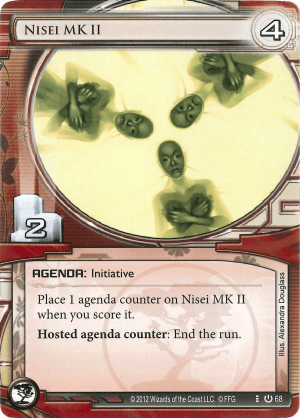 NISEI MK II
4
2
AGENDA: Initiative
Place 1 agenda counter on Nisei MK II
when you score it.
Hosted agenda counter: End the run.
Illus. Alexandra Douglass
©2012 Wizards of the Coast LLC. © FFG
68